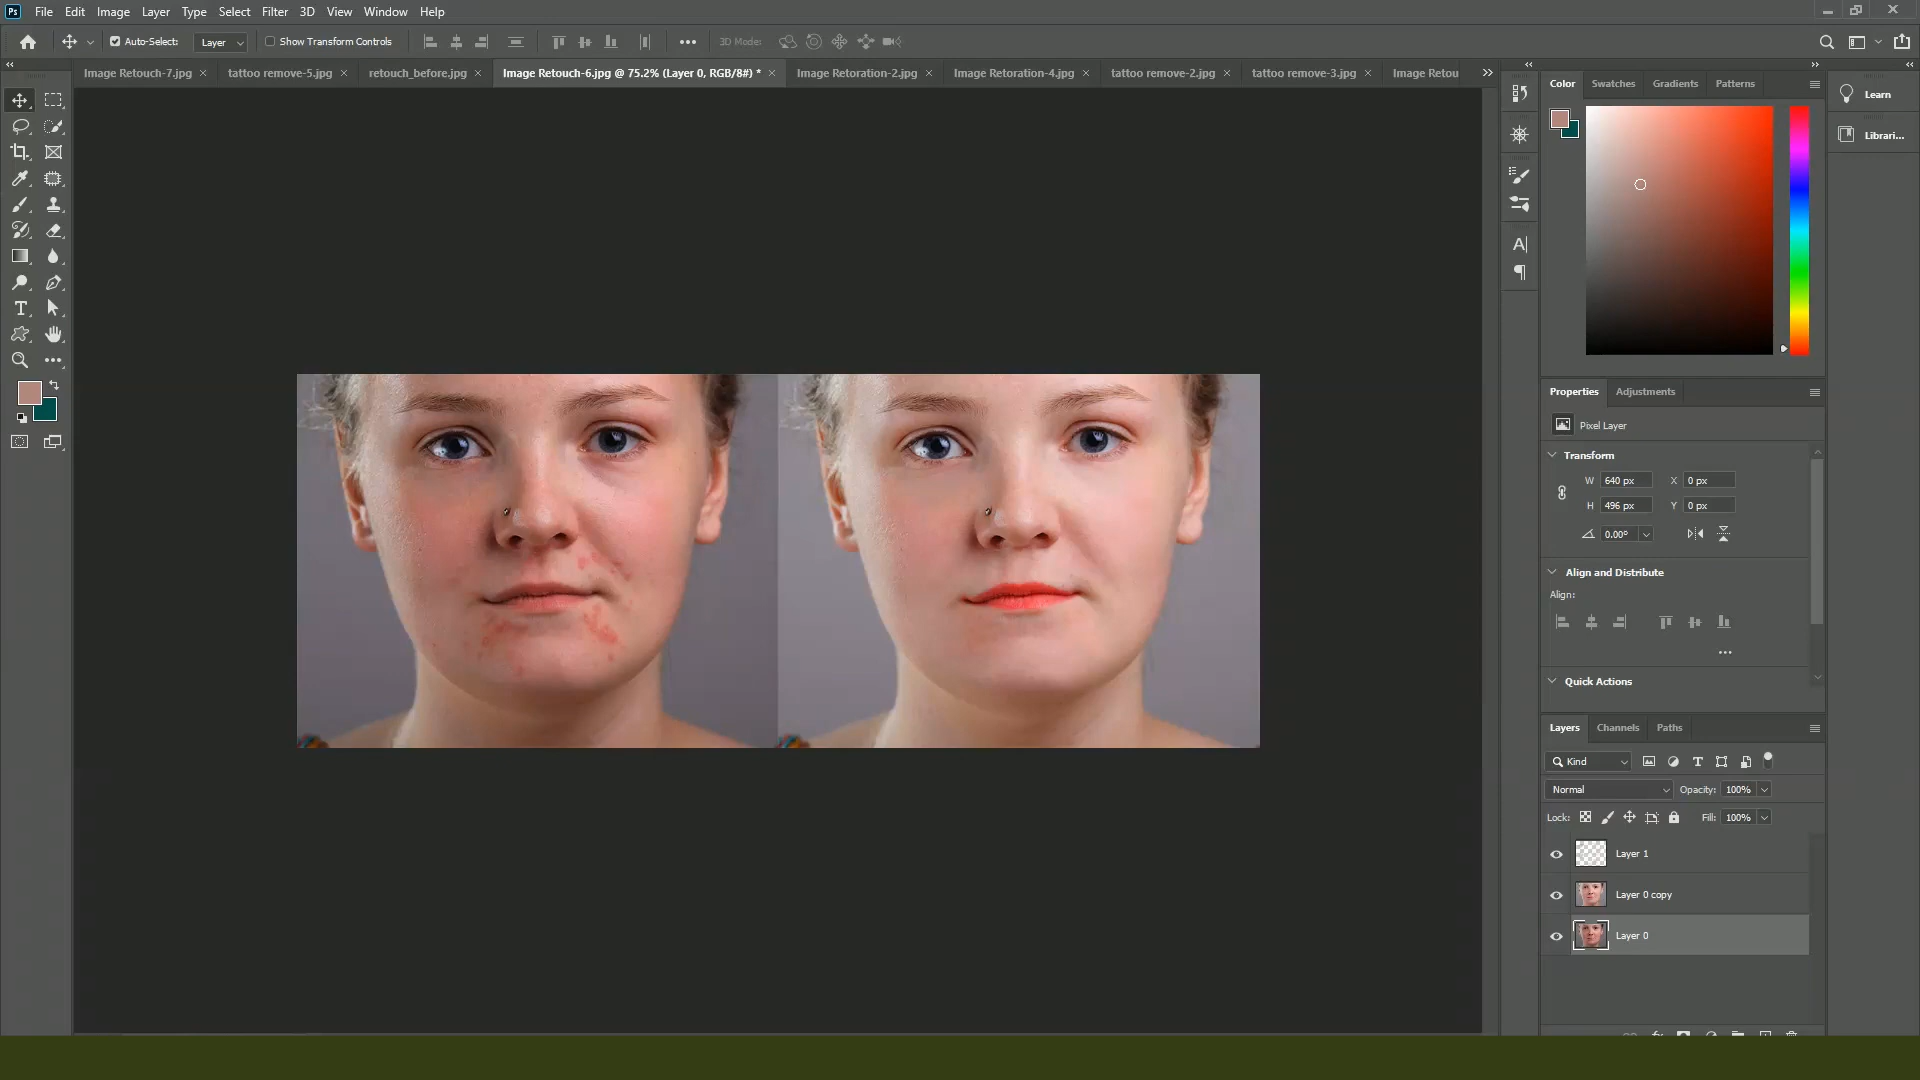 Ps File Edit Image Layer Type Select Filter 3D View Window Help
Auto-Select: Layer Show Transform Controls 3D Mode:
Image Retouch-7.jpg tattoo remove-5.jpg retouch_before.jpg Image Retouch-6.jpg @ 75.2% (Layer 0, RGB/8#) * Image Retoration-2.jpg Image Retoration-4.jpg tattoo remove-2.jpg tattoo remove-3.jpg Image Retou
Color Swatches Gradients Patterns
Learn
Librari...
Properties Adjustments
Pixel Layer
Transform
W 640 px X 0 px
H 496 px Y 0 px
0.00°
Align and Distribute
Align:
Quick Actions
Layers Channels Paths
Kind
Normal Opacity: 100%
Lock: Fill: 100%
Layer 1
Layer 0 copy
Layer 0